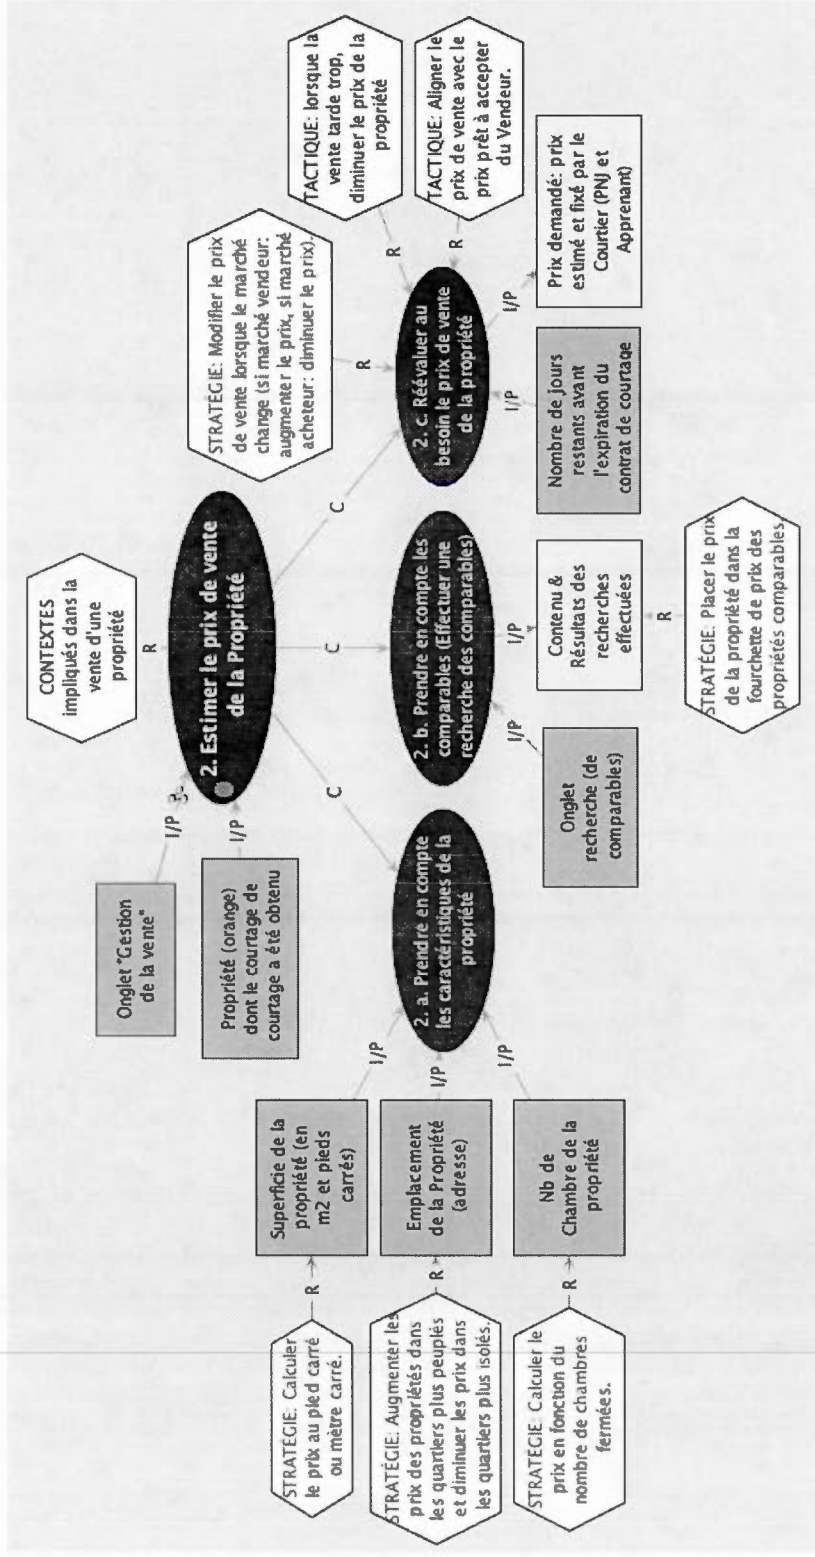 CONTEXTES
impliqués dans la
vente d'une
propriété
R
Onglet "Gestion
de la vente"
I/P
3
Propriété (orange)
dont le courtage de
courtage a été obtenu
I/P
2. Estimer le prix de vente
de la Propriété
C
C
C
STRATÉGIE: Modifier le prix
de vente lorsque le marché
change (si marché vendeur:
augmenter le prix, si marché
acheteur: diminuer le prix).
R
TACTIQUE: lorsque la
vente tarde trop,
diminuer le prix de la
propriété
R
TACTIQUE: Aligner le
prix de vente avec le
prix prêt à accepter
du Vendeur.
R
STRATÉGIE: Calculer
le prix au pied carré
ou mètre carré.
R
Superficie de la
propriété (en
m2 et pieds
carrés)
I/P
STRATÉGIE: Augmenter les
prix des propriétés dans
les quartiers plus peuplés
et diminuer les prix dans
les quartiers plus isolés.
R
Emplacement
de la Propriété
(adresse)
I/P
STRATÉGIE: Calculer le
prix en fonction du
nombre de chambres
fermées.
R
Nb de
Chambre de la
propriété
I/P
2. a. Prendre en compte
les caractéristiques de la
propriété
2. b. Prendre en compte les
comparables (Effectuer une
recherche des comparables)
2. c. Réévaluer au
besoin le prix de vente
de la propriété
I/P
Onglet
recherche (de
comparables)
I/P
Contenu &
Résultats des
recherches
effectuées
R
STRATÉGIE: Placer le prix
de la propriété dans la
fourchette de prix des
propriétés comparables.
I/P
Nombre de jours
restants avant
l'expiration du
contrat de courtage
I/P
Prix demandé: prix
estimé et fixé par le
Courtier (PNJ et
Apprenant)